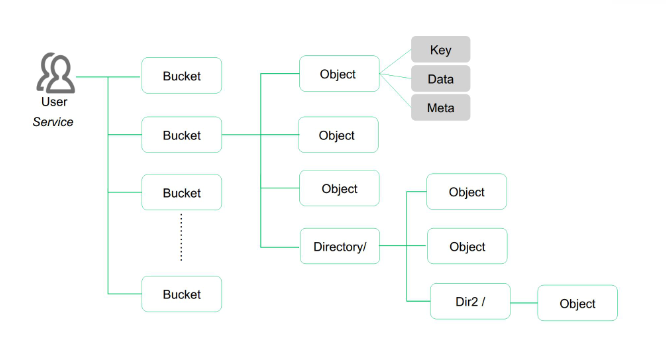 User
Service
Bucket
Bucket
Bucket
Bucket
Object
Object
Object
Directory/
Key
Data
Meta
Object
Object
Dir2 /
Object